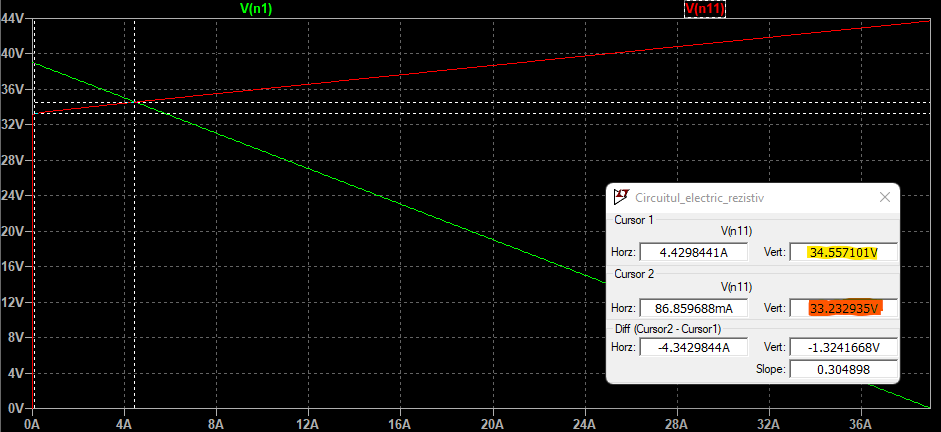 V(n1) V(n11)
44V
40V
36V
32V
28V
24V
20V
16V
12V
8V
4V
0V
0A 4A 8A 12A 16A 20A 24A 28A 32A 36A
Circuitul_electric_rezistiv
Cursor 1
V(n11)
Horz: 4.4298441A Vert: 34.557101V
Cursor 2
V(n11)
Horz: 86.859688mA Vert: 33.232935V
Diff (Cursor2 - Cursor1)
Horz: -4.3429844A Vert: -1.3241668V
Slope: 0.304898